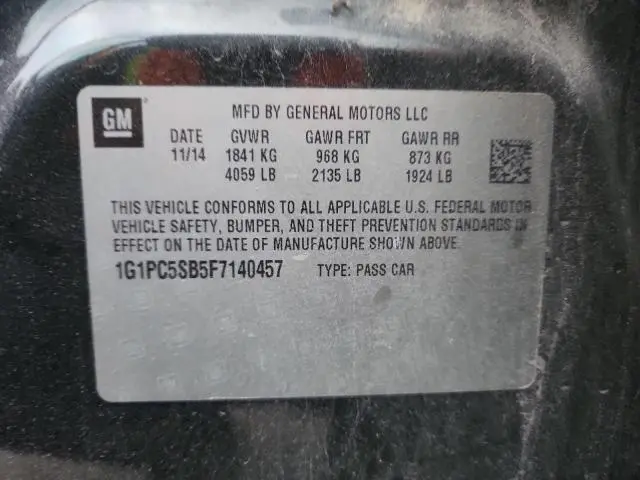 GM
MFD BY GENERAL MOTORS LLC
DATE GVWR GAWR FRT GAWR RR
11/14 1841 KG 968 KG 873 KG
4059 LB 2135 LB 1924 LB
THIS VEHICLE CONFORMS TO ALL APPLICABLE U.S. FEDERAL MOTOR
VEHICLE SAFETY, BUMPER, AND THEFT PREVENTION STANDARDS IN
EFFECT ON THE DATE OF MANUFACTURE SHOWN ABOVE.
1G1PC5SB5F7140457 TYPE: PASS CAR